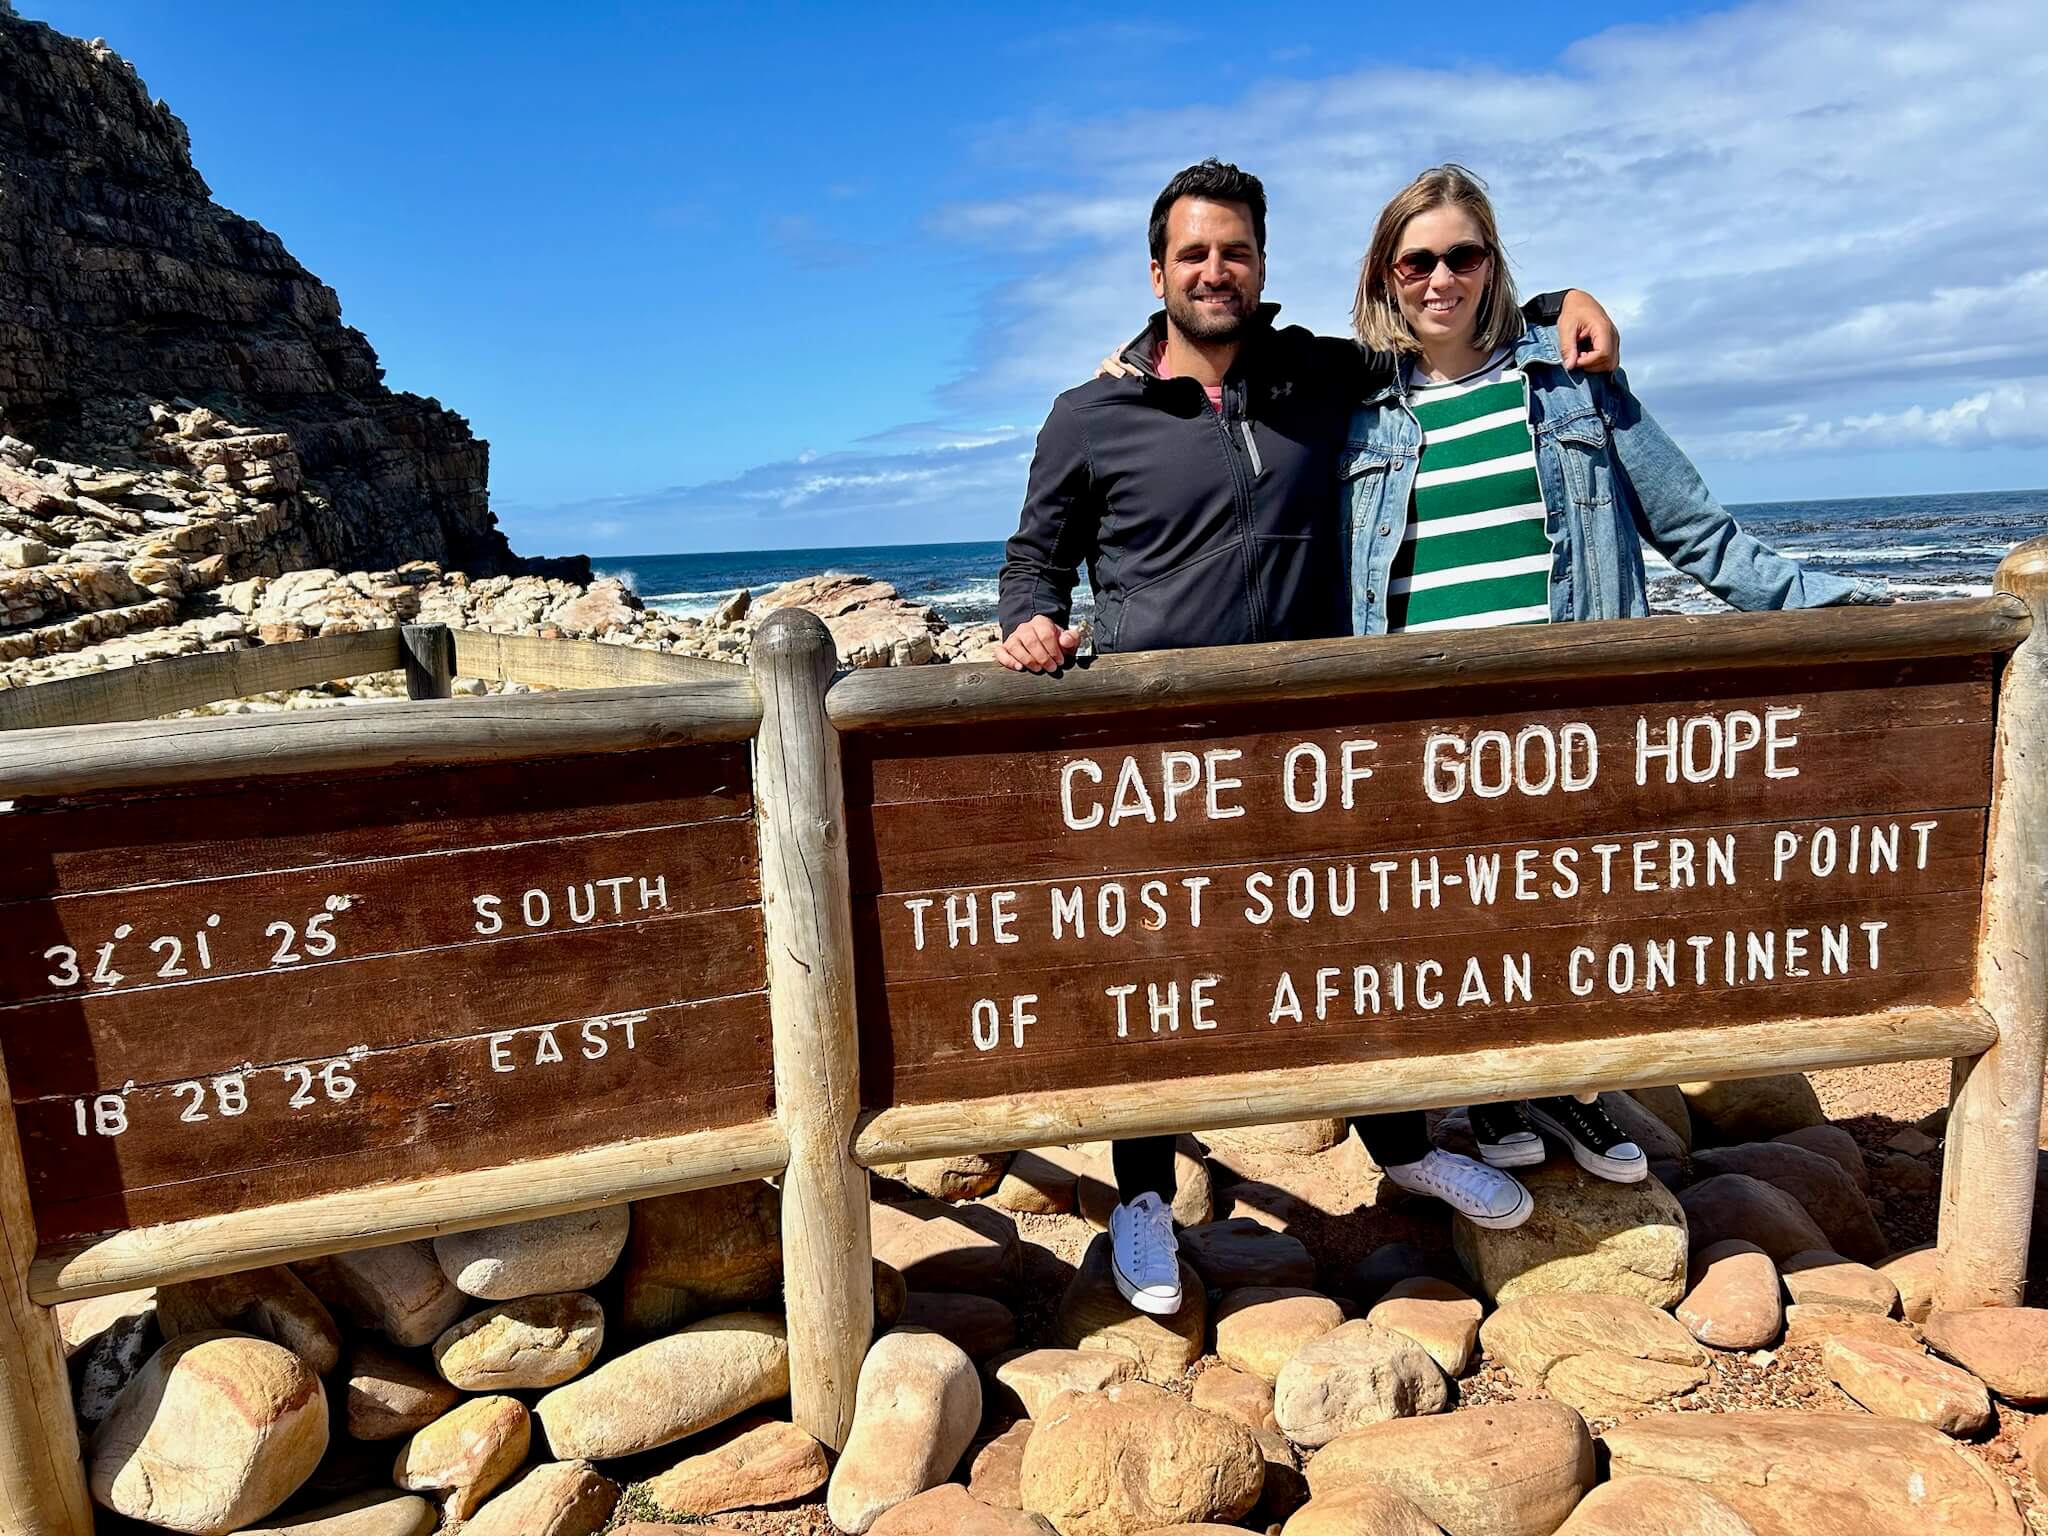 34° 21' 25" SOUTH
18° 28' 26" EAST
CAPE OF GOOD HOPE
THE MOST SOUTH-WESTERN POINT
OF THE AFRICAN CONTINENT